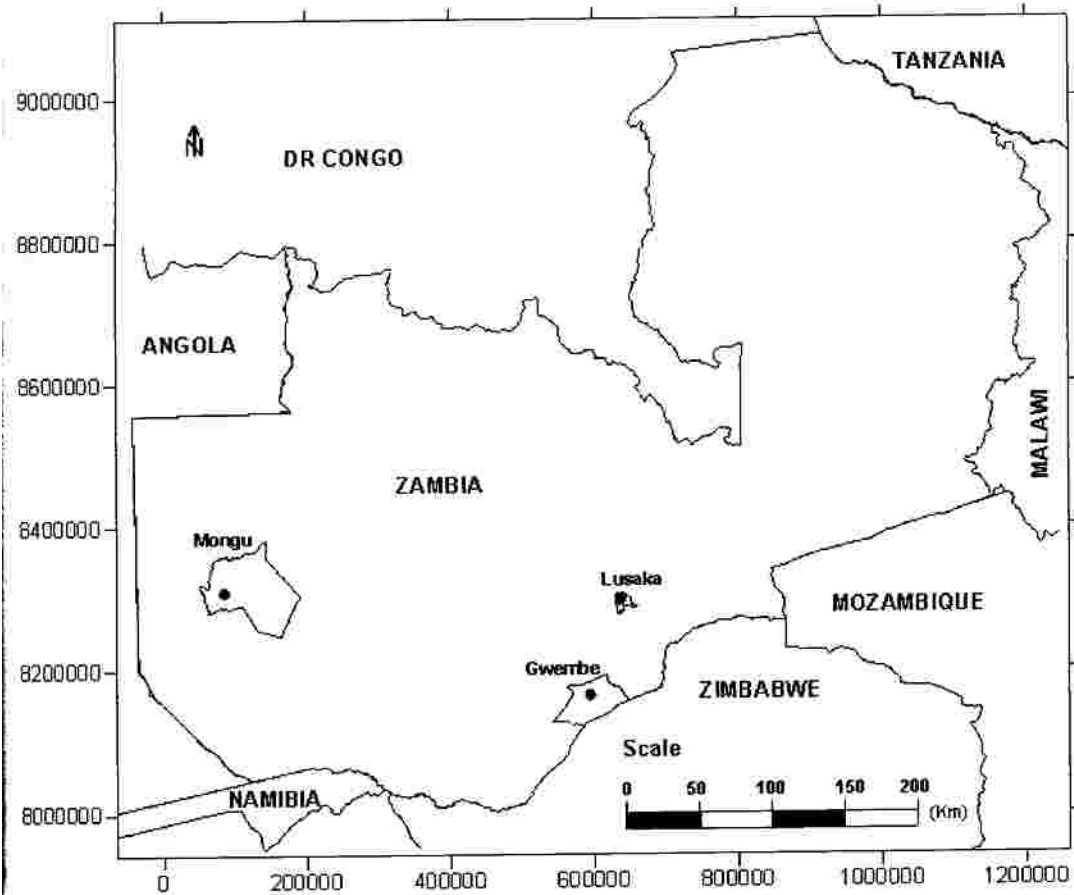 TANZANIA
9000000
N
DR CONGO
8800000
ANGOLA
8600000
MALAWI
ZAMBIA
8400000
Mongu
Lusaka
MOZAMBIQUE
8200000
Gwembe
ZIMBABWE
Scale
0 50 100 150 200
(Km)
NAMIBIA
8000000
0 200000 400000 600000 800000 1000000 1200000